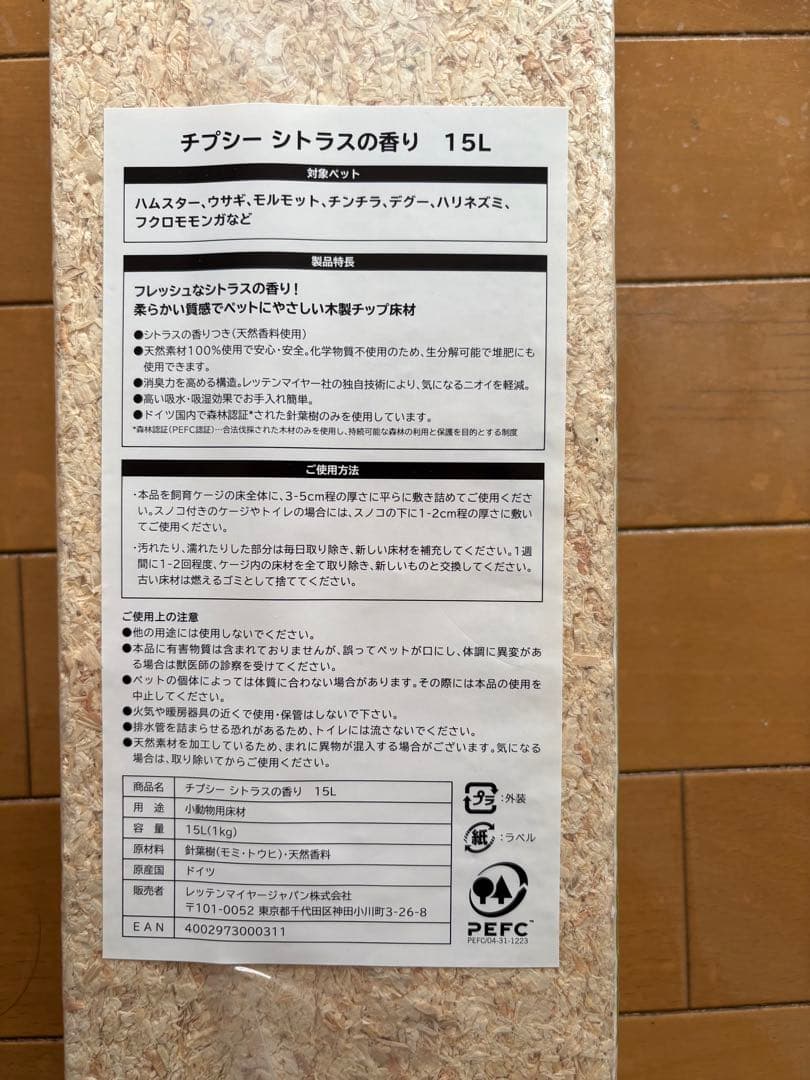 チプシー シトラスの香り　15L
対象ペット
ハムスター、ウサギ、モルモット、チンチラ、デグー、ハリネズミ、
フクロモモンガなど
製品特長
フレッシュなシトラスの香り！
柔らかい質感でペットにやさしい木製チップ床材
●シトラスの香りつき（天然香料使用）
●天然素材100%使用で安心・安全。化学物質不使用のため、生分解可能で堆肥にも
使用できます。
●消臭力を高める構造。レッテンマイヤー社の独自技術により、気になるニオイを軽減。
●高い吸水・吸湿効果でお手入れ簡単。
●ドイツ国内で森林認証*された針葉樹のみを使用しています。
*森林認証（PEFC認証）…合法伐採された木材のみを使用し、持続可能な森林の利用と保護を目的とする制度
ご使用方法
・本品を飼育ケージの床全体に、3-5cm程の厚さに平らに敷き詰めてご使用くださ
い。スノコ付きのケージやトイレの場合には、スノコの下に1-2cm程の厚さに敷い
てご使用ください。
・汚れたり、濡れたりした部分は毎日取り除き、新しい床材を補充してください。1週
間に1-2回程度、ケージ内の床材を全て取り除き、新しいものと交換してください。
古い床材は燃えるゴミとして捨ててください。
ご使用上の注意
●他の用途には使用しないでください。
●本品に有害物質は含まれておりませんが、誤ってペットが口にし、体調に異変があ
る場合は獣医師の診察を受けてください。
●ペットの個体によっては体質に合わない場合があります。その際には本品の使用を
中止してください。
●火気や暖房器具の近くで使用・保管はしないで下さい。
●排水管を詰まらせる恐れがあるため、トイレには流さないでください。
●天然素材を加工しているため、まれに異物が混入する場合がございます。気になる
場合は、取り除いてからご使用ください。
商品名 チプシー シトラスの香り　15L
用　途 小動物用床材
容　量 15L(1kg)
原材料 針葉樹（モミ・トウヒ）・天然香料
原産国 ドイツ
販売者 レッテンマイヤージャパン株式会社
〒101-0052 東京都千代田区神田小川町3-26-8
EAN 4002973000311
プラ：外装
紙：ラベル
PEFC™
PEFC/04-31-1223